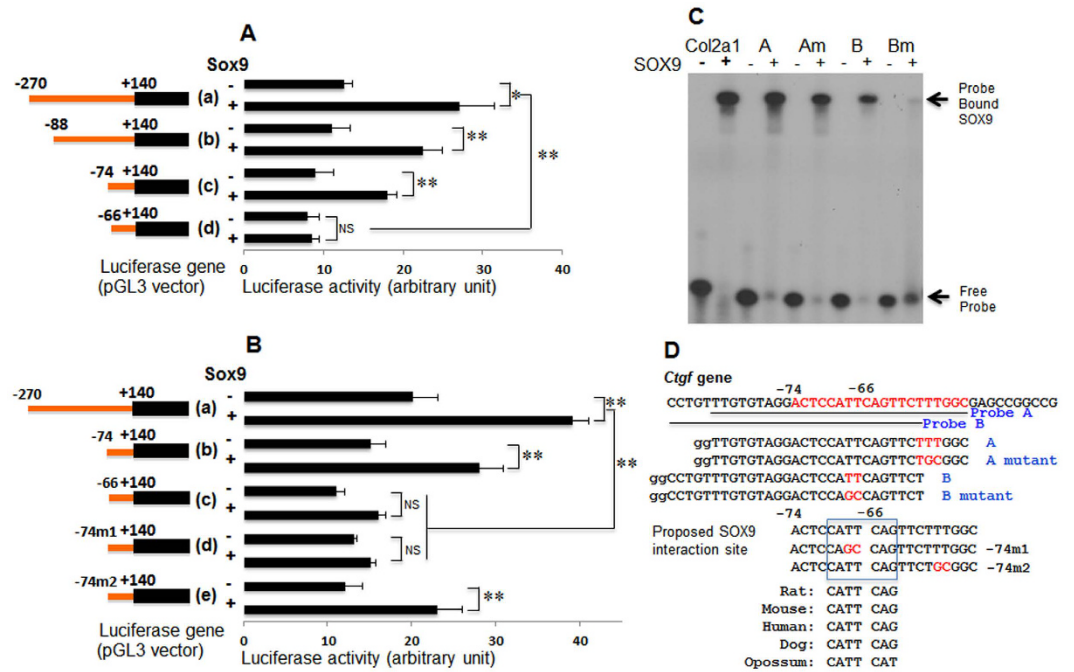 A
Sox9
-270 +140 (a) - + *
-88 +140 (b) - + **
-74 +140 (c) - + **
-66 +140 (d) - + NS
**
Luciferase gene
(pGL3 vector)
0 10 20 30 40
Luciferase activity (arbitrary unit)
B
Sox9
-270 +140 (a) - + **
-74 +140 (b) - + **
-66 +140 (c) - + NS
-74m1 +140 (d) - + NS
**
-74m2 +140 (e) - + **
Luciferase gene
(pGL3 vector)
0 10 20 30 40
Luciferase activity (arbitrary unit)
C
Col2a1 A Am B Bm
SOX9 - + - + - + - + - +
Probe
Bound
SOX9
Free
Probe
D
Ctgf gene
-74 -66
CCTGTTTGTGTAGGACTCCATTCAGTTCTTTGGCGAGCCGGCCG
Probe A
Probe B
ggTTGTGTAGGACTCCATTCAGTTCTTTGGC A
ggTTGTGTAGGACTCCATTCAGTTCTGCGGC A mutant
ggCCTGTTTGTGTAGGACTCCATTCAGTTCT B
ggCCTGTTTGTGTAGGACTCCAGCCAGTTCT B mutant
-74 -66
Proposed SOX9
interaction site
ACTCCATT CAGTTCTTTGGC
ACTCCAGC CAGTTCTTTGGC -74m1
ACTCCATT CAGTTCTGCGGC -74m2
Rat: CATT CAG
Mouse: CATT CAG
Human: CATT CAG
Dog: CATT CAG
Opossum: CATT CAT